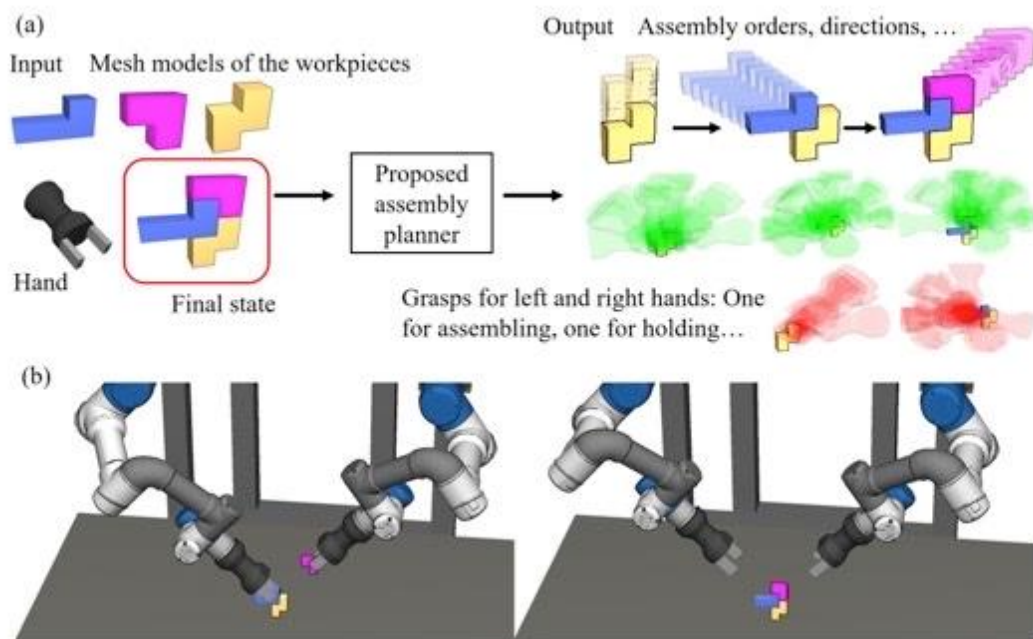 (a)
Input Mesh models of the workpieces
Output Assembly orders, directions, …
Proposed
assembly
planner
Hand
Final state
Grasps for left and right hands: One
for assembling, one for holding…
(b)